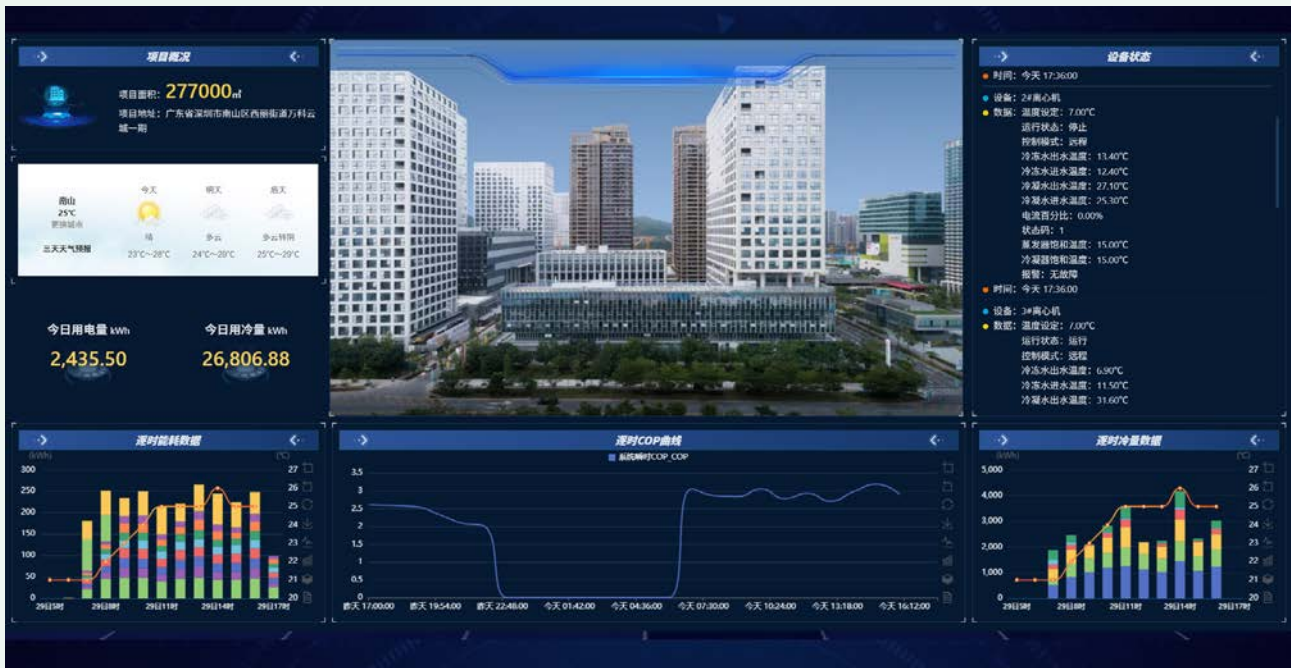 项目概况
项目面积：277000㎡
项目地址：广东省深圳市南山区西丽街道万科云
城一期
南山
25℃
更换城市
三天天气预报
今天
明天
后天
晴
多云
多云转阴
23℃~28℃
24℃~29℃
25℃~29℃
今日用电量 kWh
2,435.50
今日用冷量 kWh
26,806.88
设备状态
时间：今天 17:36:00
设备：2#离心机
数据：温度设定：7.00℃
运行状态：停止
控制模式：远程
冷冻水出水温度：13.40℃
冷冻水进水温度：12.40℃
冷凝水出水温度：27.10℃
冷凝水进水温度：25.30℃
电流百分比：0.00%
状态码：1
蒸发器饱和温度：15.00℃
冷凝器饱和温度：15.00℃
报警：无故障
时间：今天 17:36:00
设备：3#离心机
数据：温度设定：7.00℃
运行状态：运行
控制模式：远程
冷冻水出水温度：6.90℃
冷冻水进水温度：11.50℃
冷凝水出水温度：31.60℃
逐时能耗数据
(kWh)
(℃)
300
250
200
150
100
50
0
27
26
25
24
23
22
21
20
29日5时
29日8时
29日11时
29日14时
29日17时
逐时COP曲线
系统瞬时COP_COP
3.5
3
2.5
2
1.5
1
0.5
0
昨天 17:00:00
昨天 19:54:00
昨天 22:48:00
今天 01:42:00
今天 04:36:00
今天 07:30:00
今天 10:24:00
今天 13:18:00
今天 16:12:00
逐时冷量数据
(kWh)
(℃)
5,000
4,000
3,000
2,000
1,000
0
27
26
25
24
23
22
21
20
29日5时
29日8时
29日11时
29日14时
29日17时